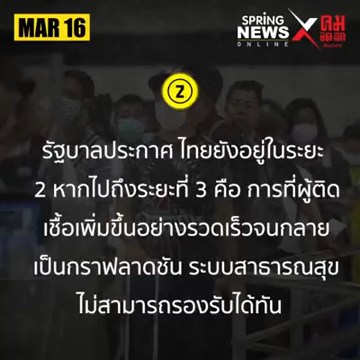 MAR 16
SPRiNG
NEWS
ONLINE
X
คม
ชัดลึก
②
รัฐบาลประกาศ ไทยยังอยู่ในระยะ
2 หากไปถึงระยะที่ 3 คือ การที่ผู้ติด
เชื้อเพิ่มขึ้นอย่างรวดเร็วจนกลาย
เป็นกราฟลาดชัน ระบบสาธารณสุข
ไม่สามารถรองรับได้ทัน